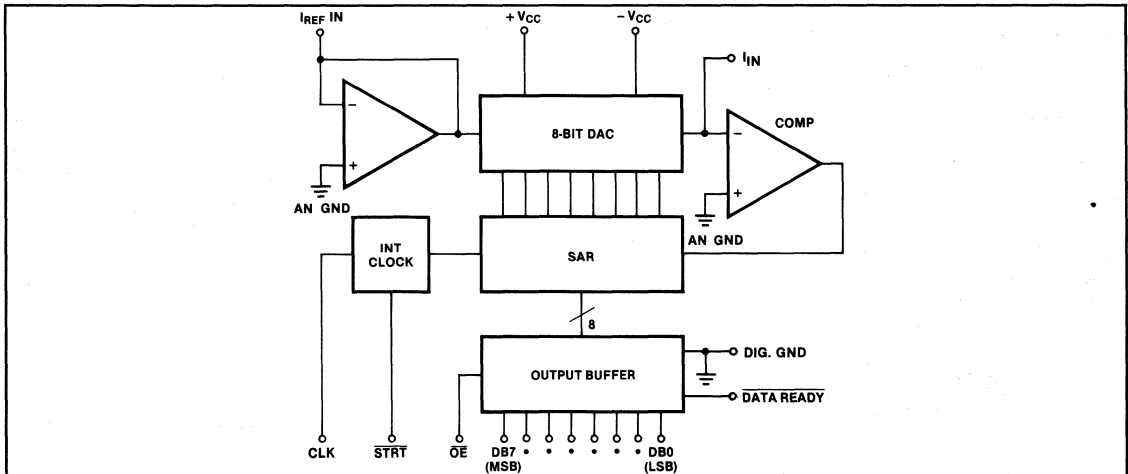 IREF IN
+ VCC
– VCC
IIN
–
+
AN GND
8-BIT DAC
COMP
–
+
AN GND
INT
CLOCK
SAR
8
OUTPUT BUFFER
DIG. GND
DATA READY
CLK
STRT
OE
DB7
(MSB)
• • • • • •
DB0
(LSB)